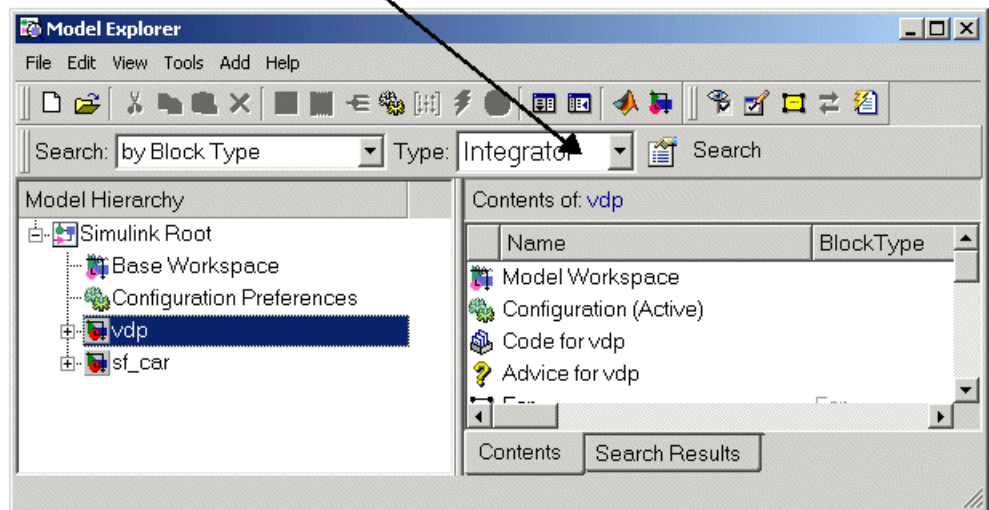 Model Explorer
File Edit View Tools Add Help
Search: by Block Type Type: Integrator Search
Model Hierarchy
Contents of: vdp
Simulink Root
Base Workspace
Configuration Preferences
vdp
sf_car
Name BlockType
Model Workspace
Configuration (Active)
Code for vdp
Advice for vdp
Contents Search Results